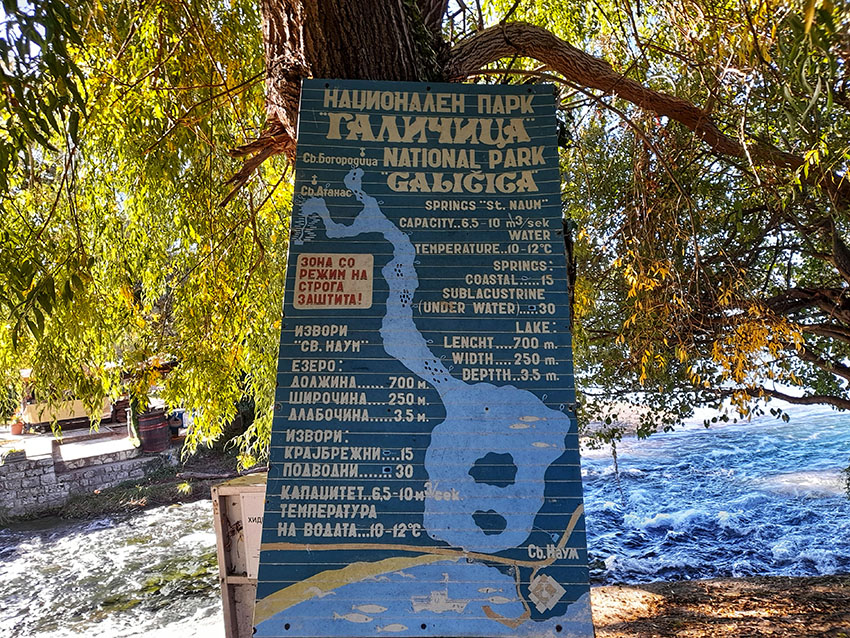 НАЦИОНАЛЕН ПАРК
"ГАЛИЧИЦА"
Св.Богородица
NATIONAL PARK
"GALIČICA"
Св.Атанас
SPRINGS "ST. NAUM"
CAPACITY..6,5-10 m³/sek
WATER
TEMPERATURE..10-12°C
ЗОНА СО
РЕЖИМ НА
СТРОГА
ЗАШТИТА!
SPRINGS:
COASTAL.....15
SUBLACUSTRINE
(UNDER WATER)...30
LAKE:
LENCHT.....700 m.
WIDTH.....250 m.
DEPTTH..3.5 m.
ИЗВОРИ
"СВ. НАУМ"
ЕЗЕРО:
ДОЛЖИНА.......700 м.
ШИРОЧИНА.....250 м.
ДЛАБОЧИНА.....3.5 м.
ИЗВОРИ:
КРАЈБРЕЖНИ...15
ПОДВОДНИ......30
КАПАЦИТЕТ..6,5-10 м³/sek
ТЕМПЕРАТУРА
НА ВОДАТА...10-12°C
Св.Наум